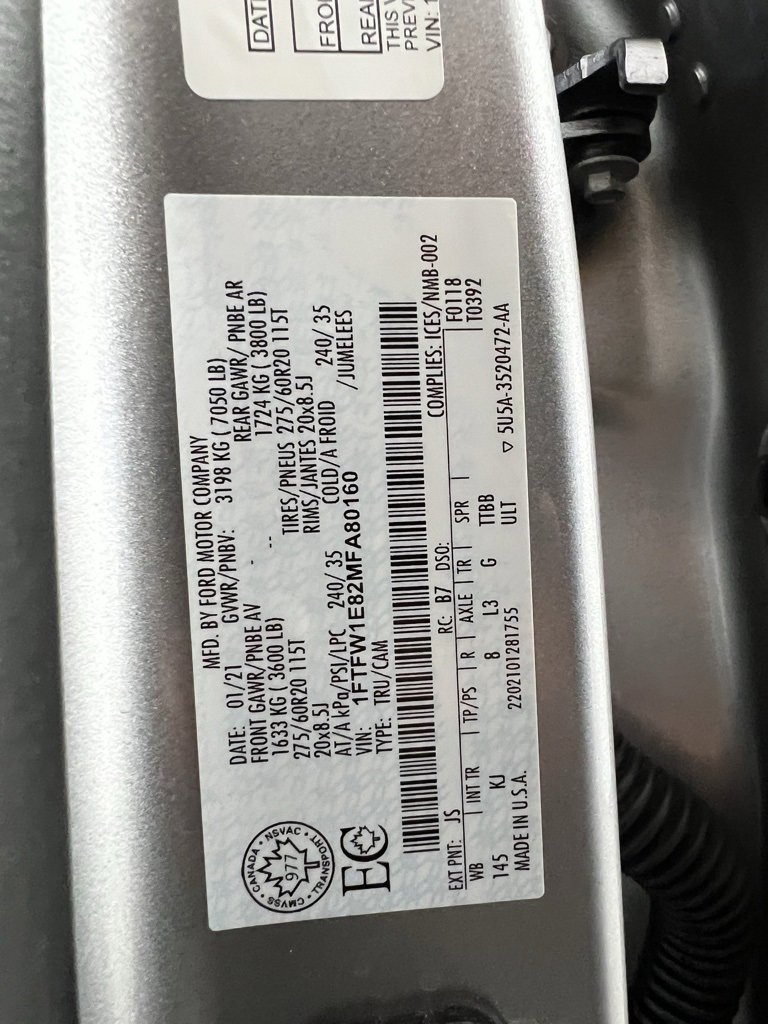 MFD. BY FORD MOTOR COMPANY
DATE: 01/21 GVWR/PNBV: 3198 KG ( 7050 LB)
FRONT GAWR/PNBE AV REAR GAWR/ PNBE AR
1633 KG ( 3600 LB) - 1724 KG ( 3800 LB)
275/60R20 115T -- TIRES/PNEUS 275/60R20 115T
20x8.5J RIMS/JANTES 20x8.5J
AT/A kPa/PSI/LPC 240/ 35 COLD/A FROID 240/ 35
VIN: 1FTFW1E82MFA80160 /JUMELEES
TYPE: TRU/CAM
COMPLIES: ICES/NMB-002
EXT PNT: JS RC: B7 DSO: F0118
WB INT TR TP/PS R AXLE TR SPR T0392
145 KJ 8 L3 G TTBB
MADE IN U.S.A. 2202101281755 ULT ▽ 5U5A-3520472-AA
CANADA • NSVAC • TRANSPORT • CMVSS •
977
EC
DAT
FRO
REA
THIS
PREV
VIN: 1